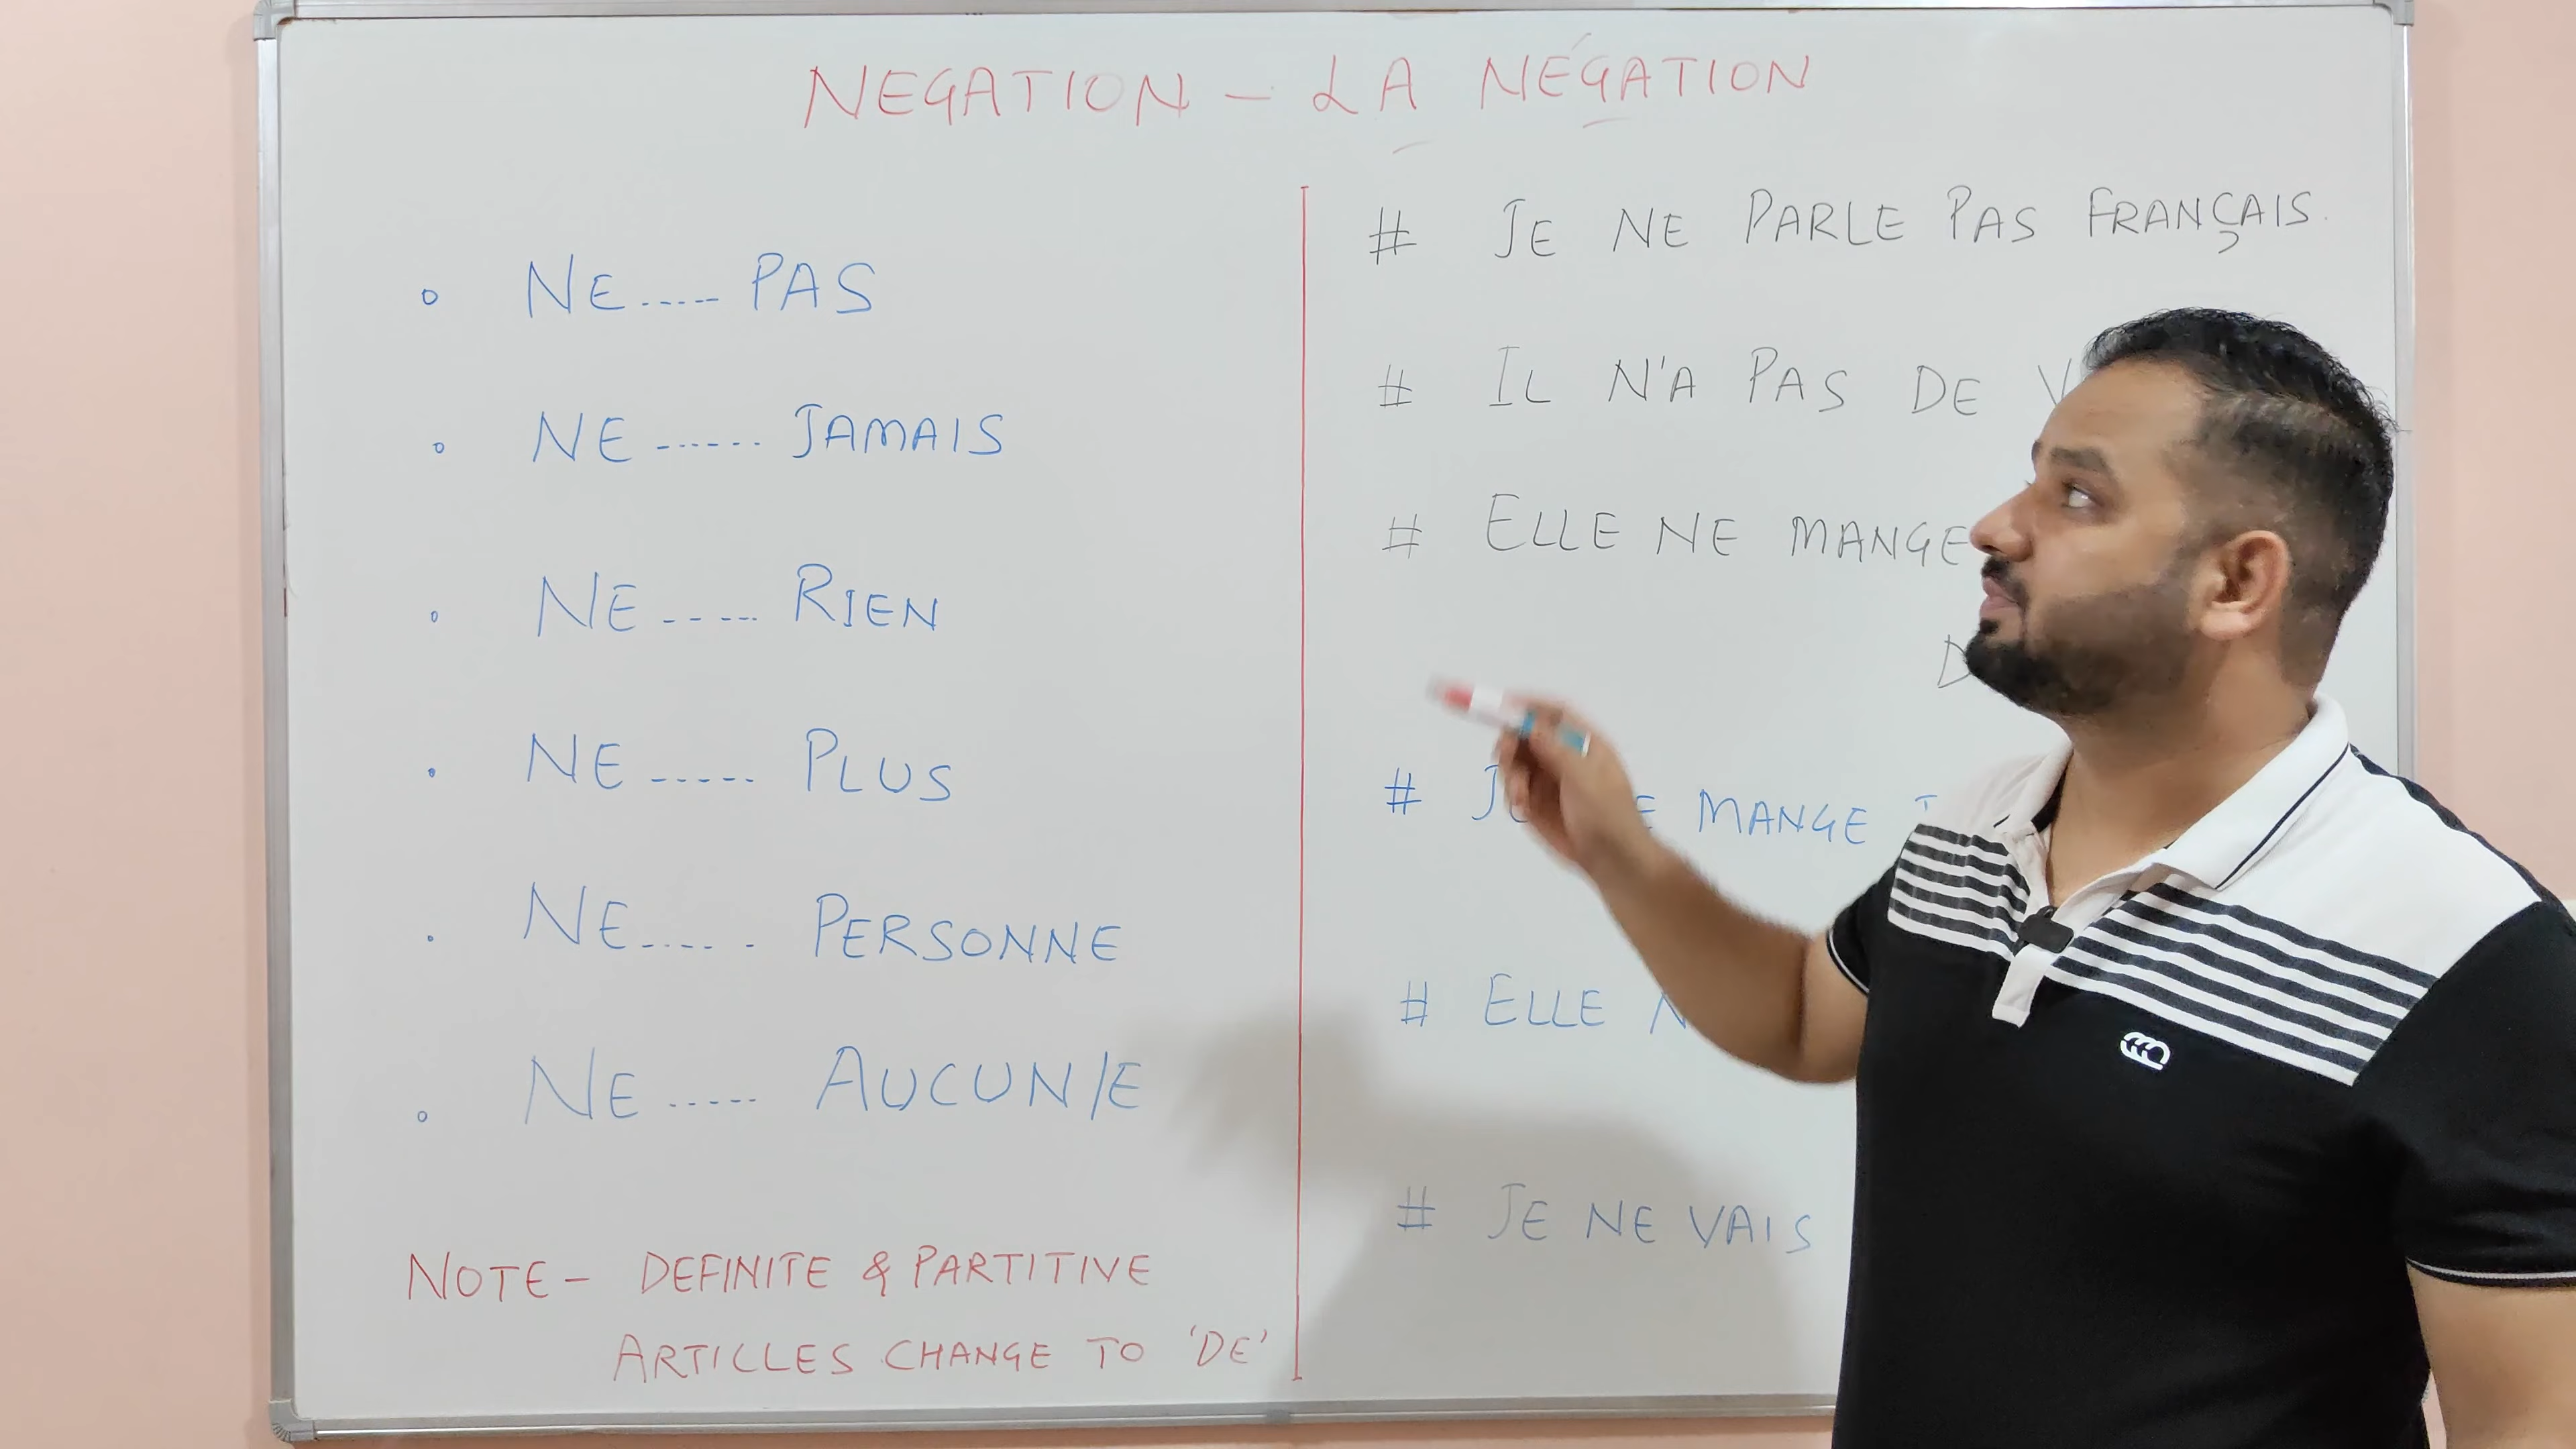 NEGATION – LA NÉGATION
∘ NE ..... PAS
∘ NE ...... JAMAIS
∘ NE ..... RIEN
∘ NE ..... PLUS
∘ NE ..... PERSONNE
∘ NE ..... AUCUN/E
NOTE – DEFINITE & PARTITIVE
ARTICLES CHANGE TO 'DE'
# JE NE PARLE PAS FRANÇAIS.
# IL N'A PAS DE
# ELLE NE MANGE
# MANGE
# ELLE
# JE NE VAIS